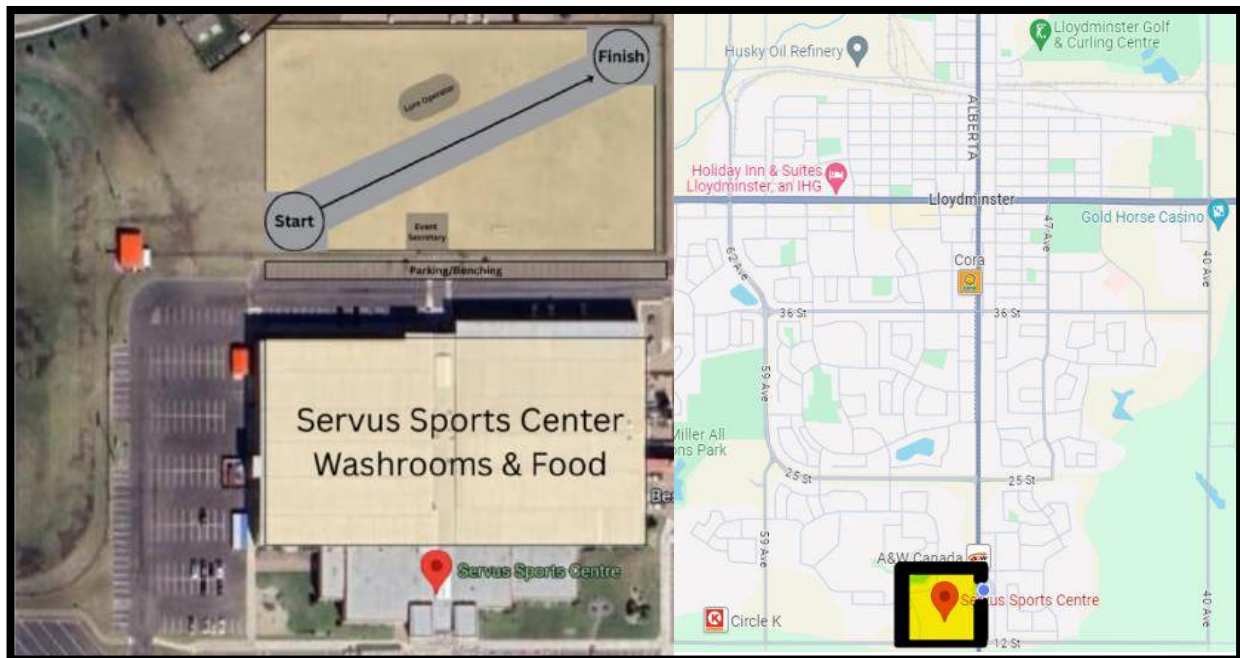 Finish
Lure Operator
Start
Event
Secretary
Parking/Benching
Servus Sports Center
Washrooms & Food
Be
Servus Sports Centre
Lloydminster Golf
& Curling Centre
Husky Oil Refinery
ALBERTA
Holiday Inn & Suites
Lloydminster, an IHG
Lloydminster
Gold Horse Casino
47 Ave
40 Ave
62 Ave
Cora
36 St
36 St
59 Ave
Miller All
ons Park
25 St
25 St
59 Ave
A&W Canada
Servus Sports Centre
40 Ave
Circle K
12 St